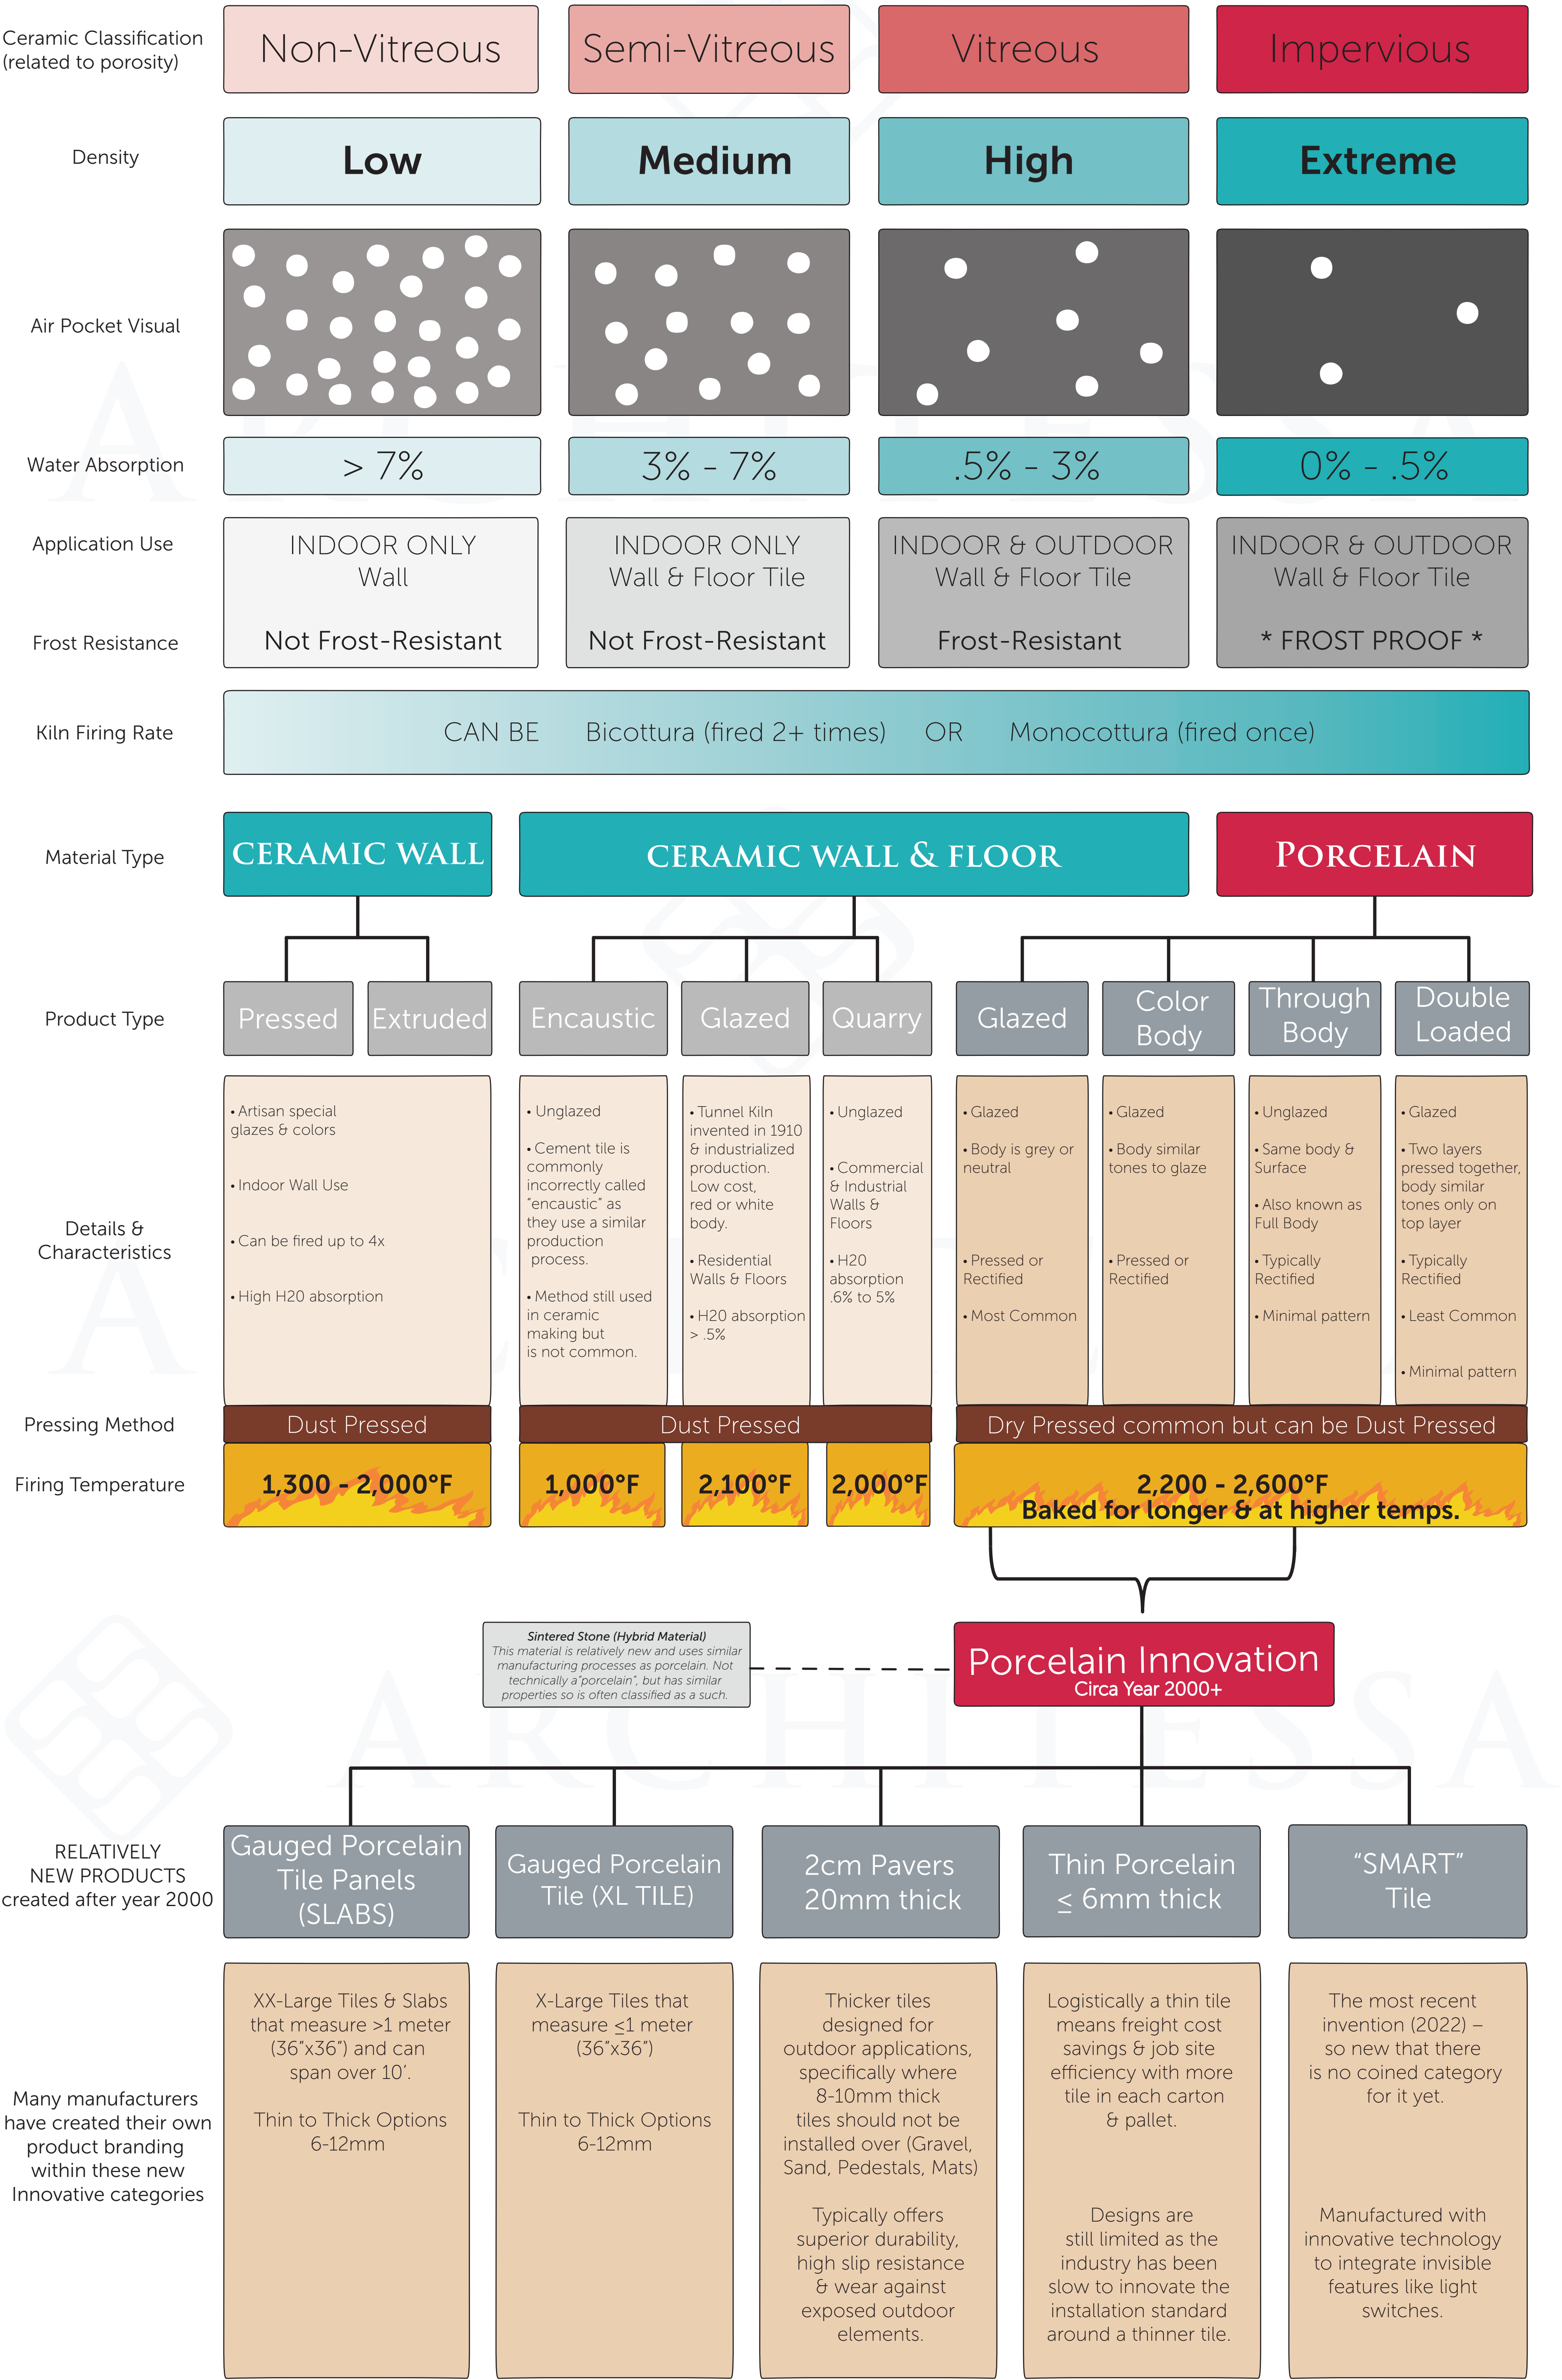 Ceramic Classification
(related to porosity)
Non-Vitreous
Semi-Vitreous
Vitreous
Impervious
Density
Low
Medium
High
Extreme
Air Pocket Visual
Water Absorption
> 7%
3% - 7%
.5% - 3%
0% - .5%
Application Use
INDOOR ONLY
Wall
INDOOR ONLY
Wall & Floor Tile
INDOOR & OUTDOOR
Wall & Floor Tile
INDOOR & OUTDOOR
Wall & Floor Tile
Frost Resistance
Not Frost-Resistant
Not Frost-Resistant
Frost-Resistant
* FROST PROOF *
Kiln Firing Rate
CAN BE Bicottura (fired 2+ times) OR Monocottura (fired once)
Material Type
CERAMIC WALL
CERAMIC WALL & FLOOR
PORCELAIN
Product Type
Pressed
Extruded
Encaustic
Glazed
Quarry
Glazed
Color
Body
Through
Body
Double
Loaded
Details &
Characteristics
• Artisan special
glazes & colors
• Indoor Wall Use
• Can be fired up to 4x
• High H20 absorption
• Unglazed
• Cement tile is
commonly
incorrectly called
"encaustic" as
they use a similar
production
process.
• Method still used
in ceramic
making but
is not common.
• Tunnel Kiln
invented in 1910
& industrialized
production.
Low cost,
red or white
body.
• Residential
Walls & Floors
• H20 absorption
> .5%
• Unglazed
• Commercial
& Industrial
Walls &
Floors
• H20
absorption
.6% to 5%
• Glazed
• Body is grey or
neutral
• Pressed or
Rectified
• Most Common
• Glazed
• Body similar
tones to glaze
• Pressed or
Rectified
• Unglazed
• Same body &
Surface
• Also known as
Full Body
• Typically
Rectified
• Minimal pattern
• Glazed
• Two layers
pressed together,
body similar
tones only on
top layer
• Typically
Rectified
• Least Common
• Minimal pattern
Pressing Method
Dust Pressed
Dust Pressed
Dry Pressed common but can be Dust Pressed
Firing Temperature
1,300 - 2,000°F
1,000°F
2,100°F
2,000°F
2,200 - 2,600°F
Baked for longer & at higher temps.
Sintered Stone (Hybrid Material)
This material is relatively new and uses similar
manufacturing processes as porcelain. Not
technically a"porcelain", but has similar
properties so is often classified as a such.
Porcelain Innovation
Circa Year 2000+
ARCHITESSA
RELATIVELY
NEW PRODUCTS
created after year 2000
Gauged Porcelain
Tile Panels
(SLABS)
Gauged Porcelain
Tile (XL TILE)
2cm Pavers
20mm thick
Thin Porcelain
≤ 6mm thick
"SMART"
Tile
Many manufacturers
have created their own
product branding
within these new
Innovative categories
XX-Large Tiles & Slabs
that measure >1 meter
(36"x36") and can
span over 10'.
Thin to Thick Options
6-12mm
X-Large Tiles that
measure ≤1 meter
(36"x36")
Thin to Thick Options
6-12mm
Thicker tiles
designed for
outdoor applications,
specifically where
8-10mm thick
tiles should not be
installed over (Gravel,
Sand, Pedestals, Mats)
Typically offers
superior durability,
high slip resistance
& wear against
exposed outdoor
elements.
Logistically a thin tile
means freight cost
savings & job site
efficiency with more
tile in each carton
& pallet.
Designs are
still limited as the
industry has been
slow to innovate the
installation standard
around a thinner tile.
The most recent
invention (2022) –
so new that there
is no coined category
for it yet.
Manufactured with
innovative technology
to integrate invisible
features like light
switches.